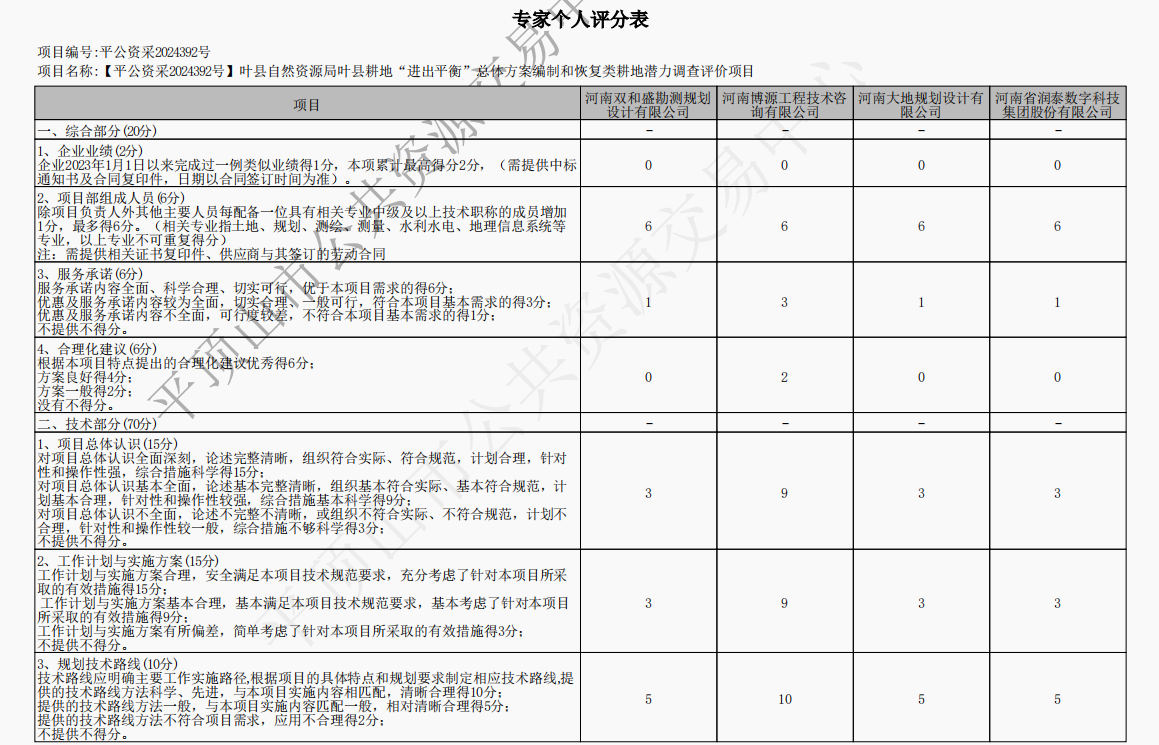 专家个人评分表
项目编号:平公资采2024392号
项目名称:【平公资采2024392号】叶县自然资源局叶县耕地“进出平衡”总体方案编制和恢复类耕地潜力调查评价项目
项目
河南双和盛勘测规划
设计有限公司
河南博源工程技术咨
询有限公司
河南大地规划设计有
限公司
河南省润泰数字科技
集团股份有限公司
一、综合部分(20分)
－ － － －
1、企业业绩(2分)
企业2023年1月1日以来完成过一例类似业绩得1分，本项累计最高得分2分，（需提供中标
通知书及合同复印件，日期以合同签订时间为准）。
0 0 0 0
2、项目部组成人员(6分)
除项目负责人外其他主要人员每配备一位具有相关专业中级及以上技术职称的成员增加
1分，最多得6分。（相关专业指土地、规划、测绘、测量、水利水电、地理信息系统等
专业，以上专业不可重复得分）
注：需提供相关证书复印件、供应商与其签订的劳动合同
6 6 6 6
3、服务承诺(6分)
服务承诺内容全面、科学合理、切实可行，优于本项目需求的得6分；
优惠及服务承诺内容较为全面，切实合理、一般可行，符合本项目基本需求的得3分；
优惠及服务承诺内容不全面，可行度较差，不符合本项目基本需求的得1分；
不提供不得分。
1 3 1 1
4、合理化建议(6分)
根据本项目特点提出的合理化建议优秀得6分；
方案良好得4分；
方案一般得2分；
没有不得分。
0 2 0 0
二、技术部分(70分)
－ － － －
1、项目总体认识(15分)
对项目总体认识全面深刻，论述完整清晰，组织符合实际、符合规范，计划合理，针对
性和操作性强，综合措施科学得15分；
对项目总体认识基本全面，论述基本完整清晰，组织基本符合实际、基本符合规范，计
划基本合理，针对性和操作性较强，综合措施基本科学得9分；
对项目总体认识不全面，论述不完整不清晰，或组织不符合实际、不符合规范，计划不
合理，针对性和操作性较一般，综合措施不够科学得3分；
不提供不得分。
3 9 3 3
2、工作计划与实施方案(15分)
工作计划与实施方案合理，安全满足本项目技术规范要求，充分考虑了针对本项目所采
取的有效措施得15分；
工作计划与实施方案基本合理，基本满足本项目技术规范要求，基本考虑了针对本项目
所采取的有效措施得9分；
工作计划与实施方案有所偏差，简单考虑了针对本项目所采取的有效措施得3分；
不提供不得分。
3 9 3 3
3、规划技术路线(10分)
技术路线应明确主要工作实施路径,根据项目的具体特点和规划要求制定相应技术路线,提
供的技术路线方法科学、先进，与本项目实施内容相匹配，清晰合理得10分；
提供的技术路线方法一般，与本项目实施内容匹配一般，相对清晰合理得5分；
提供的技术路线方法不符合项目需求，应用不合理得2分；
不提供不得分。
5 10 5 5
平顶山市公共资源交易中
平顶山市公共资源交易中心